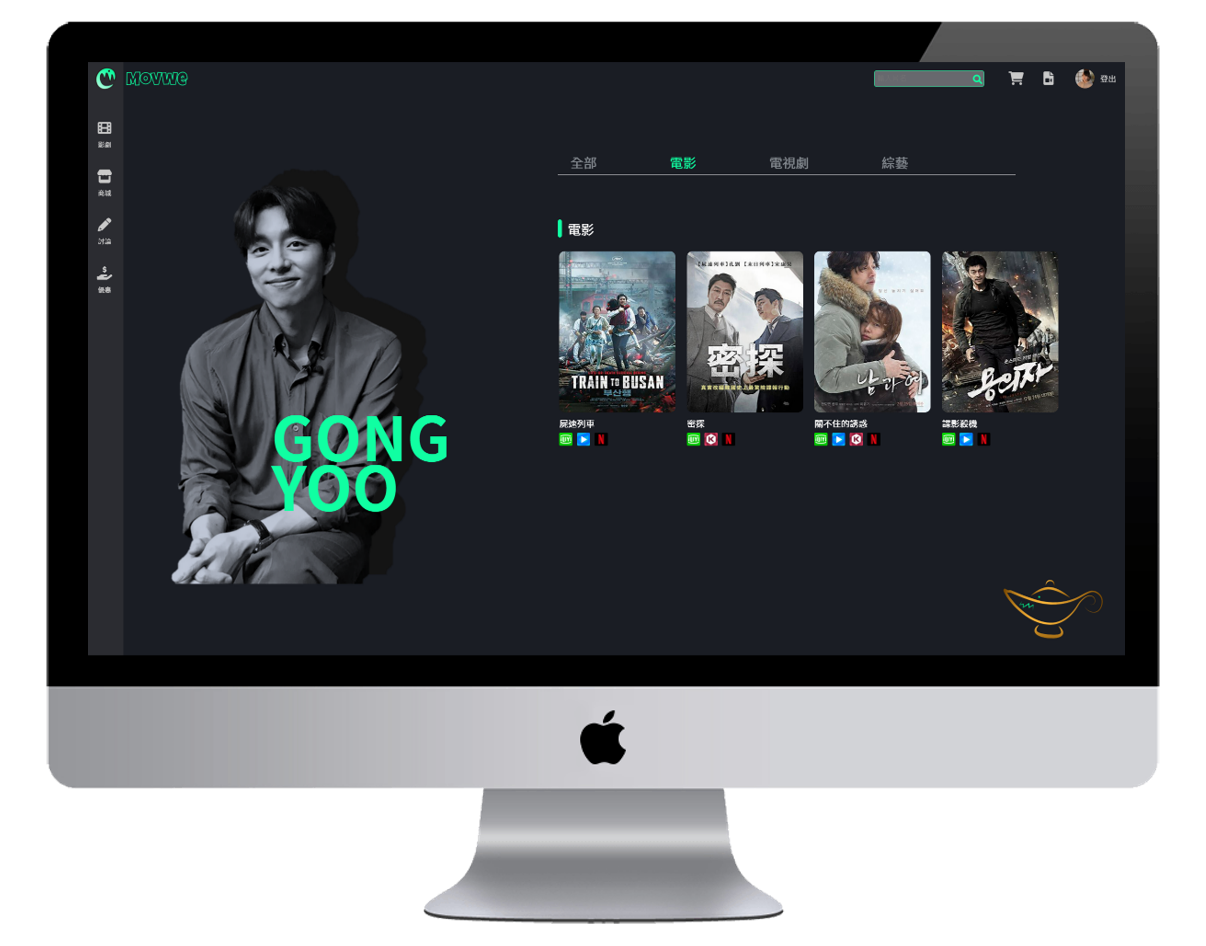 Movwe
登出
影劇
商城
討論
優惠
全部
電影
電視劇
綜藝
電影
GONG
YOO
TRAIN TO BUSAN
부산행
密探
남과여
용의자
屍速列車
密探
關不住的誘惑
諜影殺機